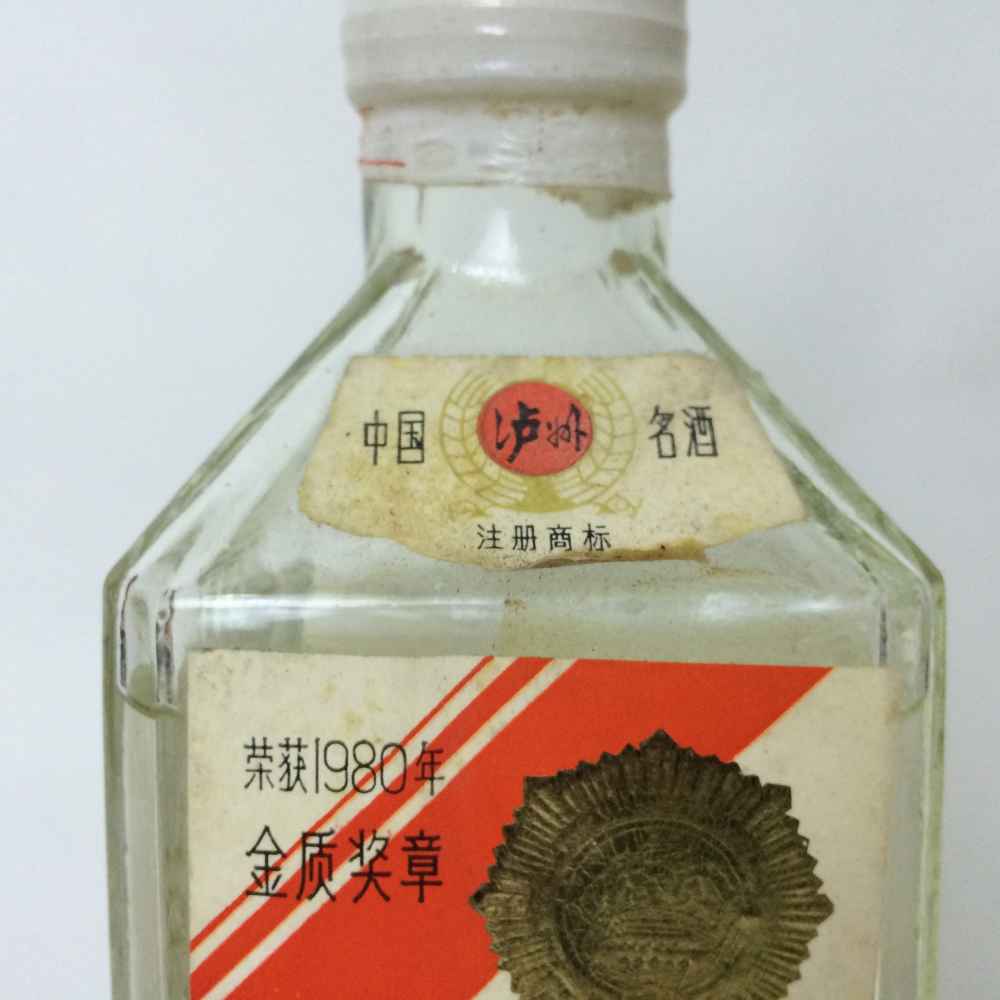 中国 泸州 名酒
注册商标
荣获1980年
金质奖章